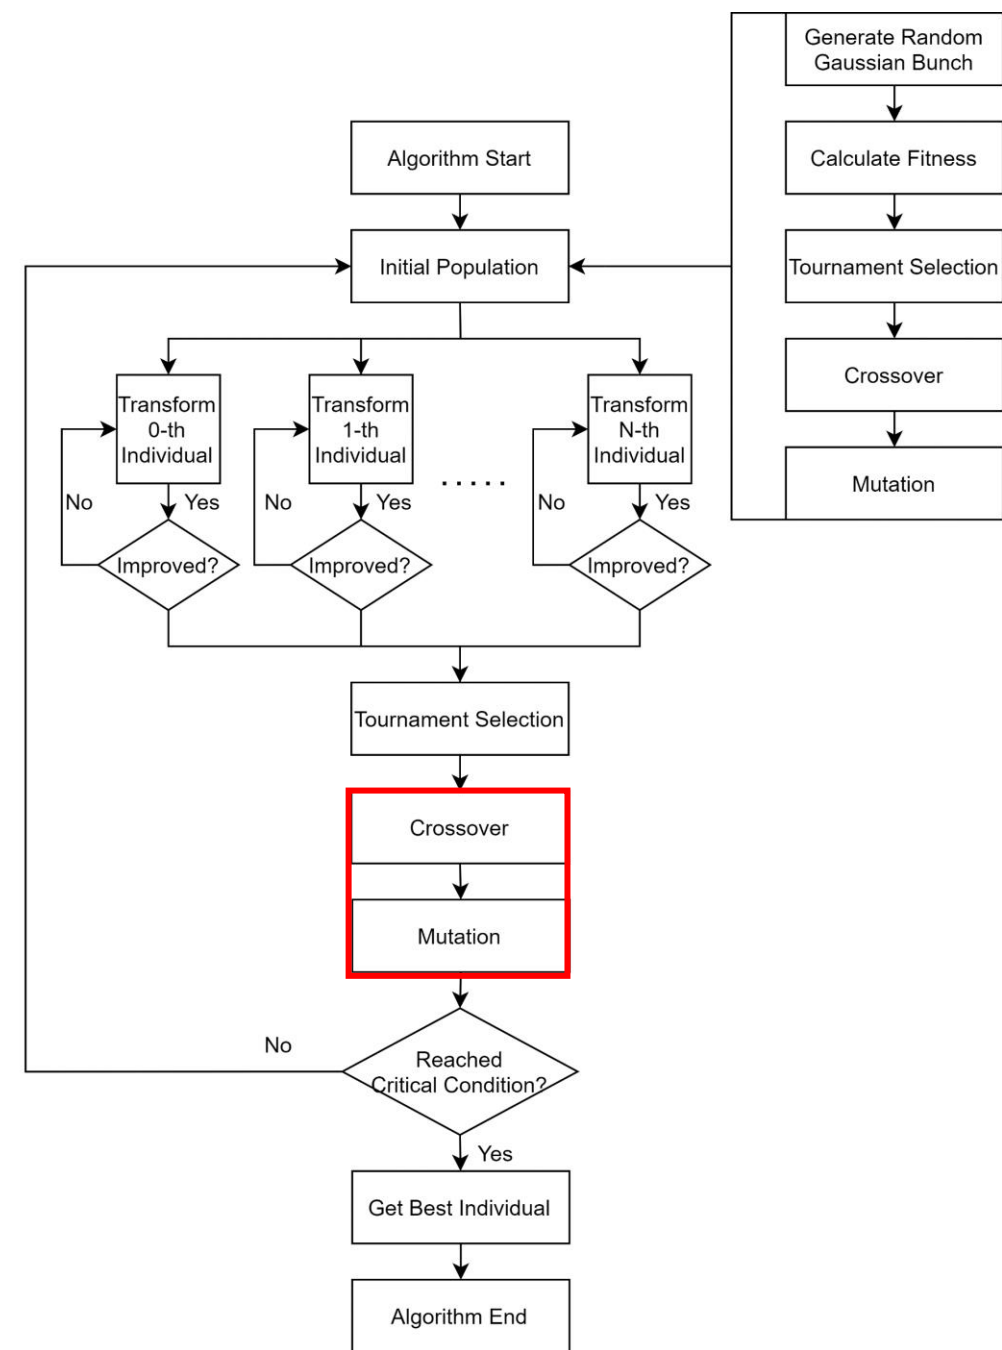 Generate Random
Gaussian Bunch
Calculate Fitness
Tournament Selection
Crossover
Mutation
Algorithm Start
Initial Population
Transform
0-th
Individual
Transform
1-th
Individual
.....
Transform
N-th
Individual
No
Yes
No
Yes
No
Yes
Improved?
Improved?
Improved?
Tournament Selection
Crossover
Mutation
No
Reached
Critical Condition?
Yes
Get Best Individual
Algorithm End